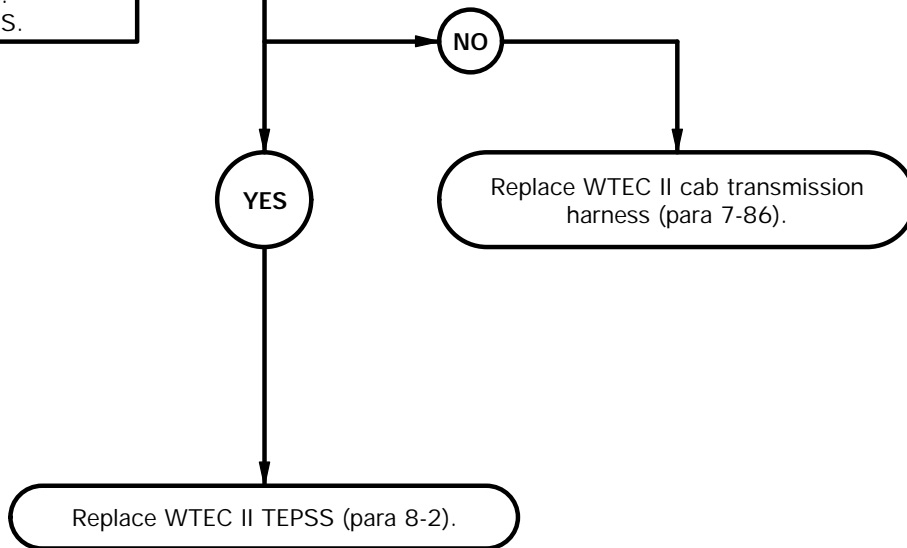 .
S.
NO
YES
Replace WTEC II cab transmission
harness (para 7-86).
Replace WTEC II TEPSS (para 8-2).